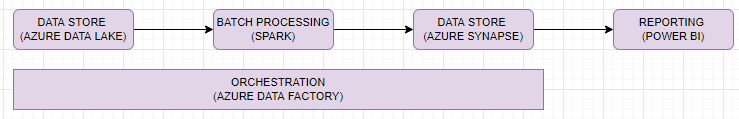 DATA STORE
(AZURE DATA LAKE)
BATCH PROCESSING
(SPARK)
DATA STORE
(AZURE SYNAPSE)
REPORTING
(POWER BI)
ORCHESTRATION
(AZURE DATA FACTORY)